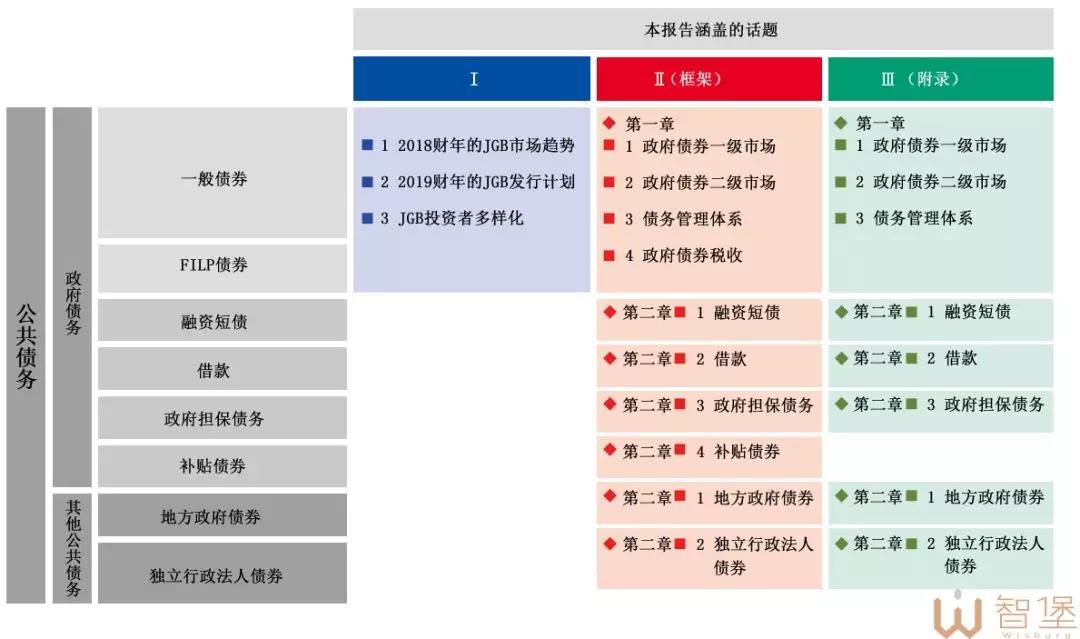 本报告涵盖的话题
Ⅰ
Ⅱ(框架)
Ⅲ (附录)
公共债务
政府债务
其他公共债务
一般债券
FILP债券
融资短债
借款
政府担保债务
补贴债券
地方政府债券
独立行政法人债券
1 2018财年的JGB市场趋势
2 2019财年的JGB发行计划
3 JGB投资者多样化
第一章
1 政府债券一级市场
2 政府债券二级市场
3 债务管理体系
4 政府债券税收
第二章 1 融资短债
第二章 2 借款
第二章 3 政府担保债务
第二章 4 补贴债券
第二章 1 地方政府债券
第二章 2 独立行政法人
债券
第一章
1 政府债券一级市场
2 政府债券二级市场
3 债务管理体系
第二章 1 融资短债
第二章 2 借款
第二章 3 政府担保债务
第二章 1 地方政府债券
第二章 2 独立行政法人
债券
智堡
Wisburg